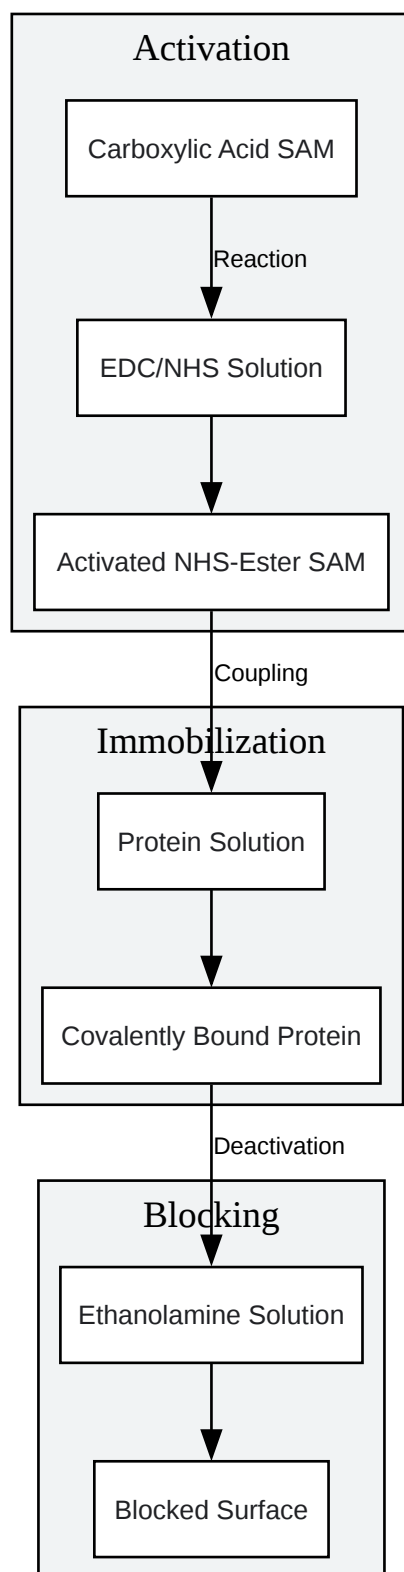 Activation
Carboxylic Acid SAM
Reaction
EDC/NHS Solution
Activated NHS-Ester SAM
Coupling
Immobilization
Protein Solution
Covalently Bound Protein
Deactivation
Blocking
Ethanolamine Solution
Blocked Surface